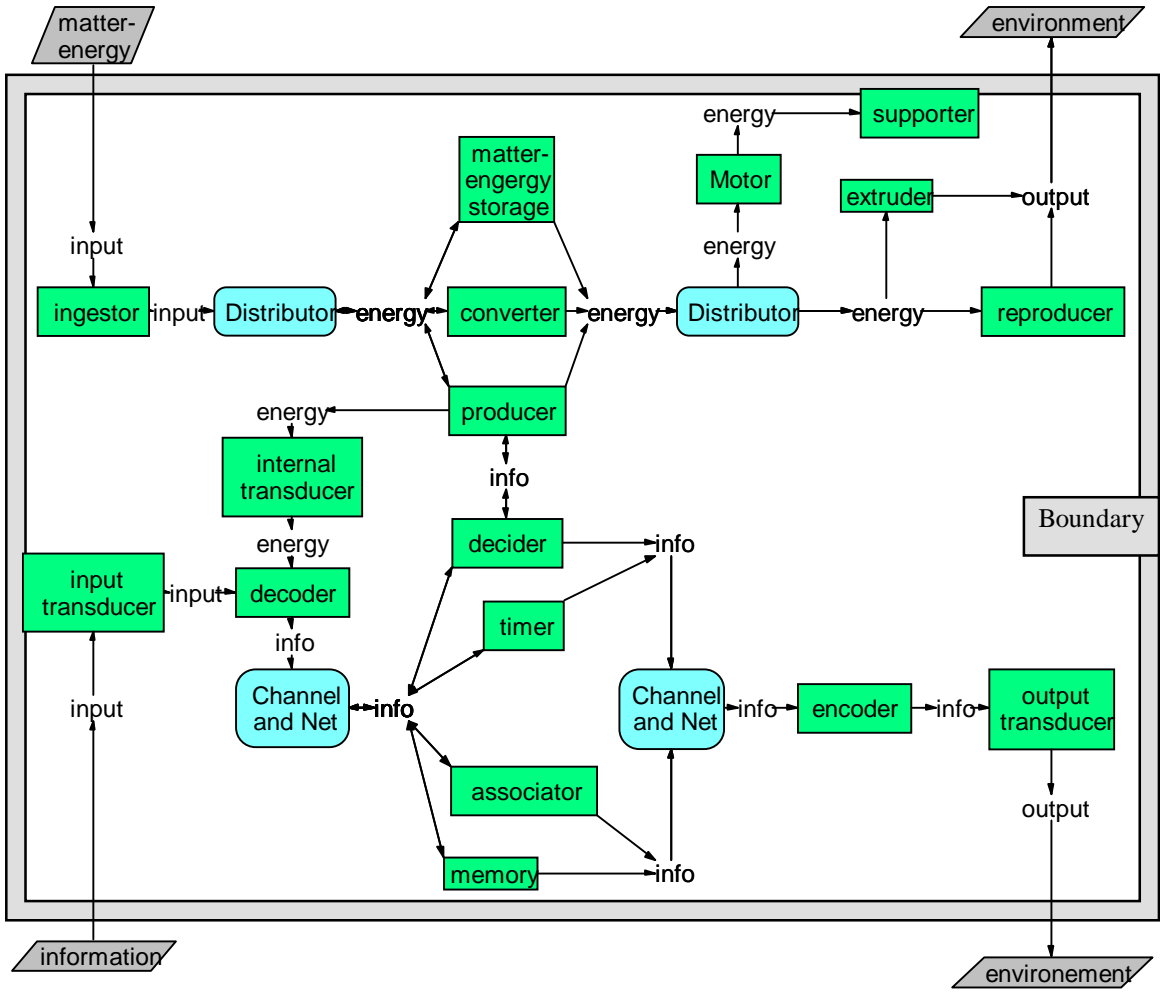 matter-
energy
environment
energy
supporter
matter-
engergy
storage
Motor
extruder
output
input
energy
ingestor
input
Distributor
energy
converter
energy
Distributor
energy
reproducer
energy
producer
internal
transducer
info
Boundary
energy
decider
info
input
transducer
input
decoder
timer
info
Channel
and Net
info
Channel
and Net
info
encoder
info
output
transducer
input
associator
output
memory
info
information
environement